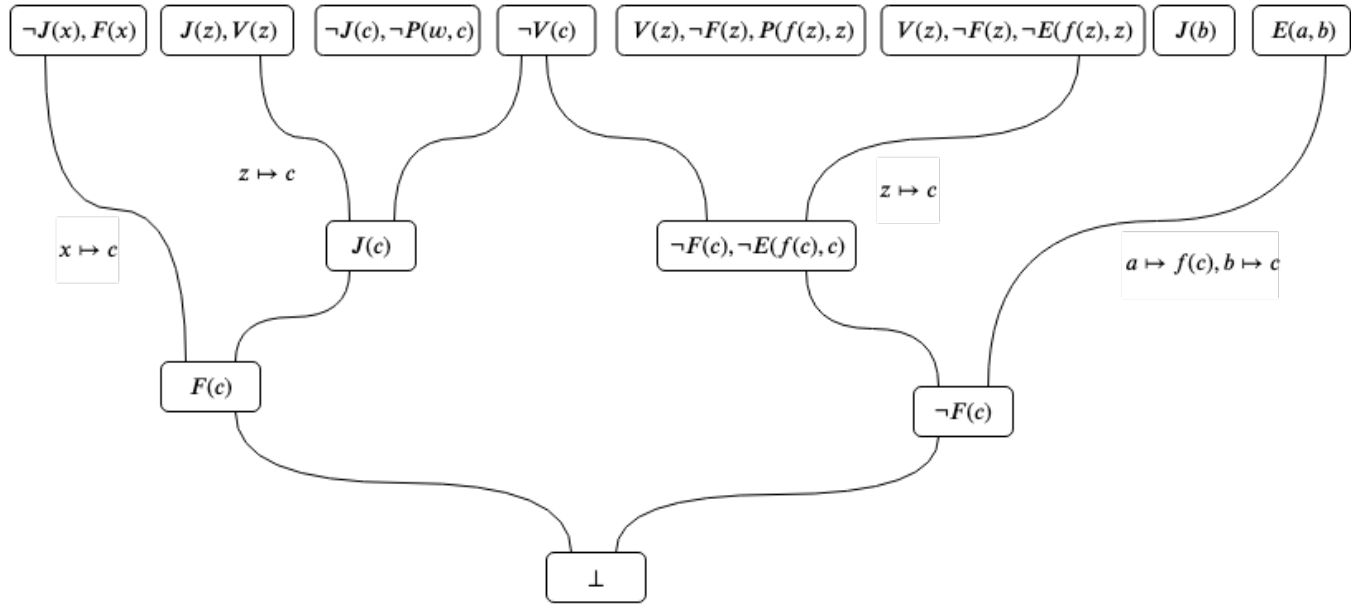 ¬J(x), F(x)
J(z), V(z)
¬J(c), ¬P(w, c)
¬V(c)
V(z), ¬F(z), P(f(z), z)
V(z), ¬F(z), ¬E(f(z), z)
J(b)
E(a, b)
z ↦ c
z ↦ c
x ↦ c
J(c)
¬F(c), ¬E(f(c), c)
a ↦ f(c), b ↦ c
F(c)
¬F(c)
⊥